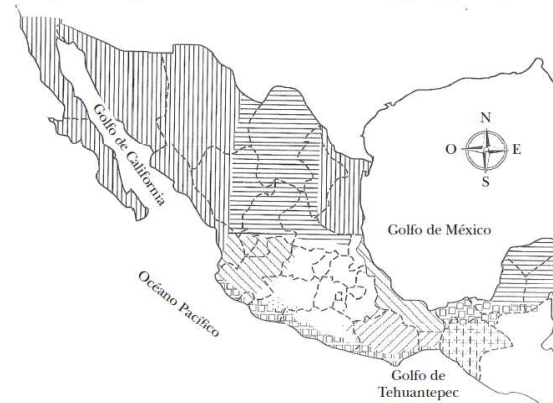 Golfo de California
N
O
E
S
Golfo de México
Océano Pacífico
Golfo de
Tehuantepec